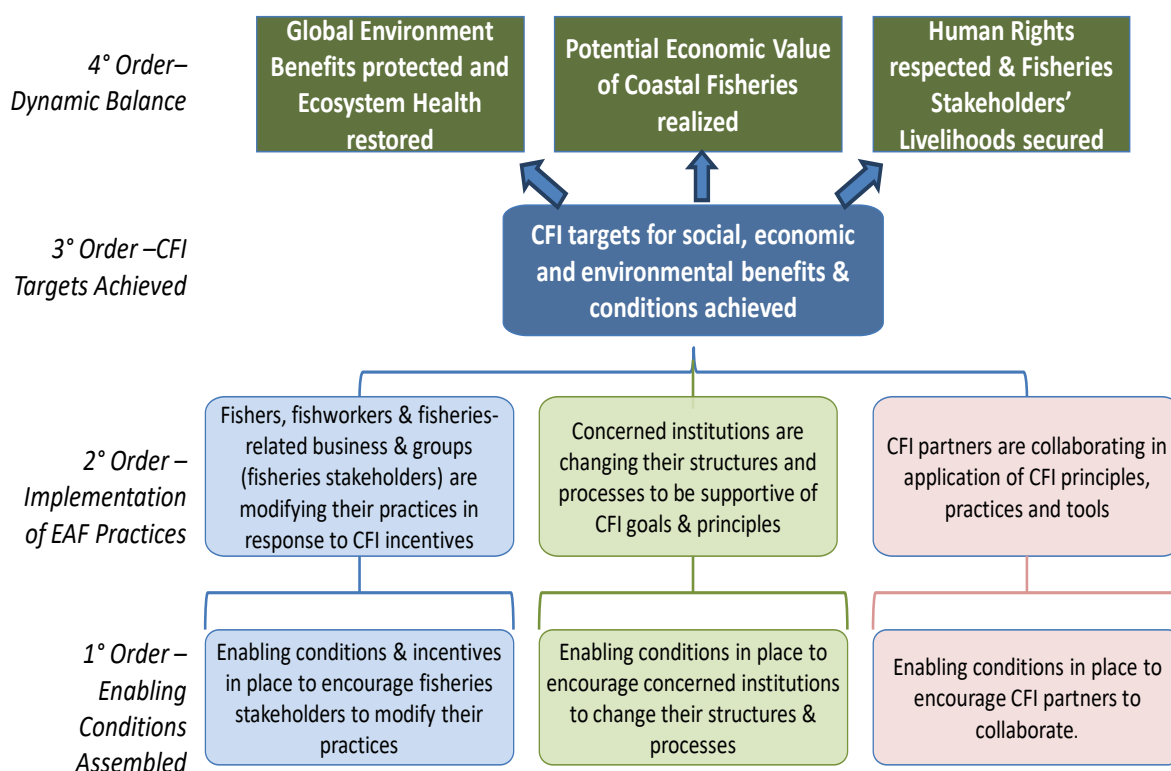 4° Order–
Dynamic Balance
Global Environment
Benefits protected and
Ecosystem Health
restored
Potential Economic Value
of Coastal Fisheries
realized
Human Rights
respected & Fisheries
Stakeholders’
Livelihoods secured
3° Order –CFI
Targets Achieved
CFI targets for social, economic
and environmental benefits &
conditions achieved
2° Order –
Implementation
of EAF Practices
Fishers, fishworkers & fisheries-
related business & groups
(fisheries stakeholders) are
modifying their practices in
response to CFI incentives
Concerned institutions are
changing their structures and
processes to be supportive of
CFI goals & principles
CFI partners are collaborating in
application of CFI principles,
practices and tools
1° Order –
Enabling
Conditions
Assembled
Enabling conditions & incentives
in place to encourage fisheries
stakeholders to modify their
practices
Enabling conditions in place to
encourage concerned institutions
to change their structures &
processes
Enabling conditions in place to
encourage CFI partners to
collaborate.